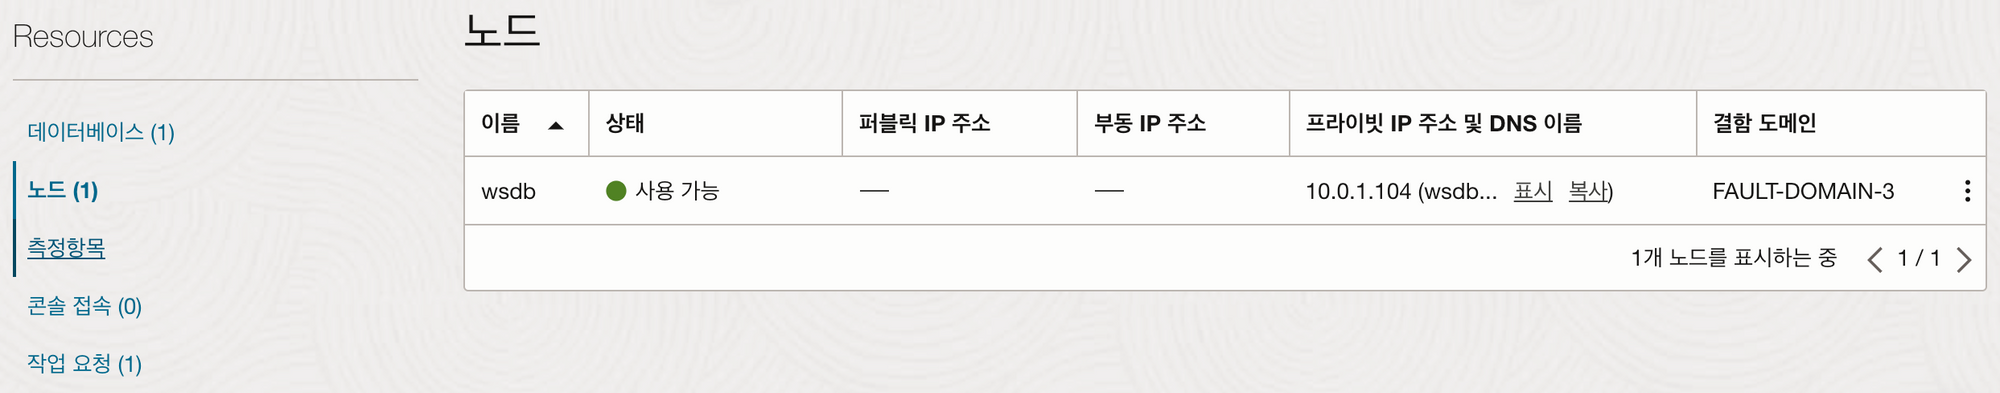 Resources
데이터베이스 (1)
노드 (1)
측정항목
콘솔 접속 (0)
작업 요청 (1)
노드
이름 상태 퍼블릭 IP 주소 부동 IP 주소 프라이빗 IP 주소 및 DNS 이름 결함 도메인
wsdb 사용 가능 — — 10.0.1.104 (wsdb... 표시 복사) FAULT-DOMAIN-3
1개 노드를 표시하는 중 1 / 1